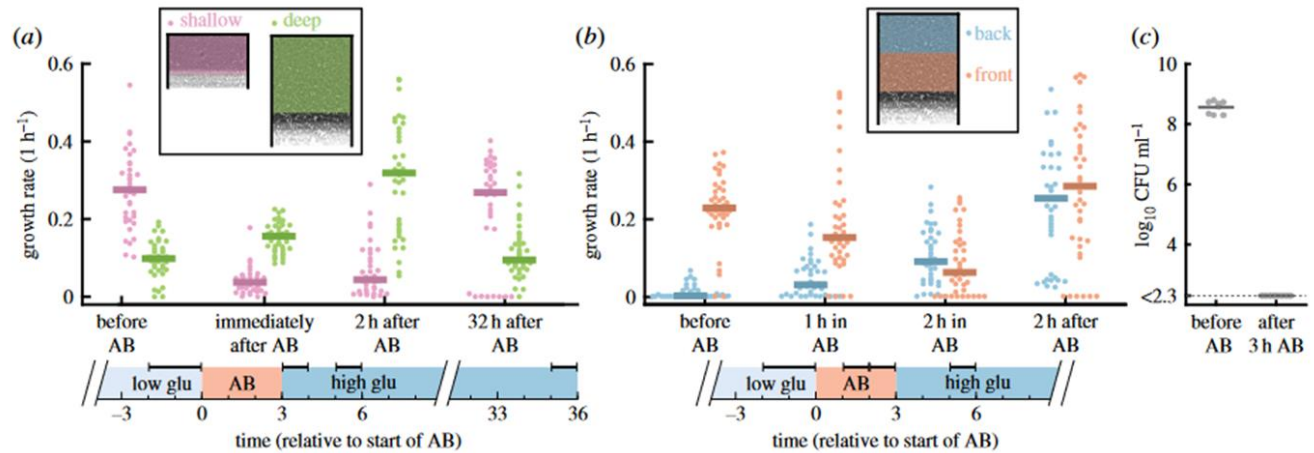 (a)
shallow
deep
growth rate (1 h⁻¹)
0.6
0.4
0.2
0
before
AB
immediately
after AB
2 h after
AB
32 h after
AB
low glu
AB
high glu
–3
0
3
6
33
36
time (relative to start of AB)
(b)
back
front
growth rate (1 h⁻¹)
0.6
0.4
0.2
0
before
AB
1 h in
AB
2 h in
AB
2 h after
AB
low glu
AB
high glu
–3
0
3
6
time (relative to start of AB)
(c)
log₁₀ CFU ml⁻¹
10
8
6
4
<2.3
before
AB
after
3 h AB